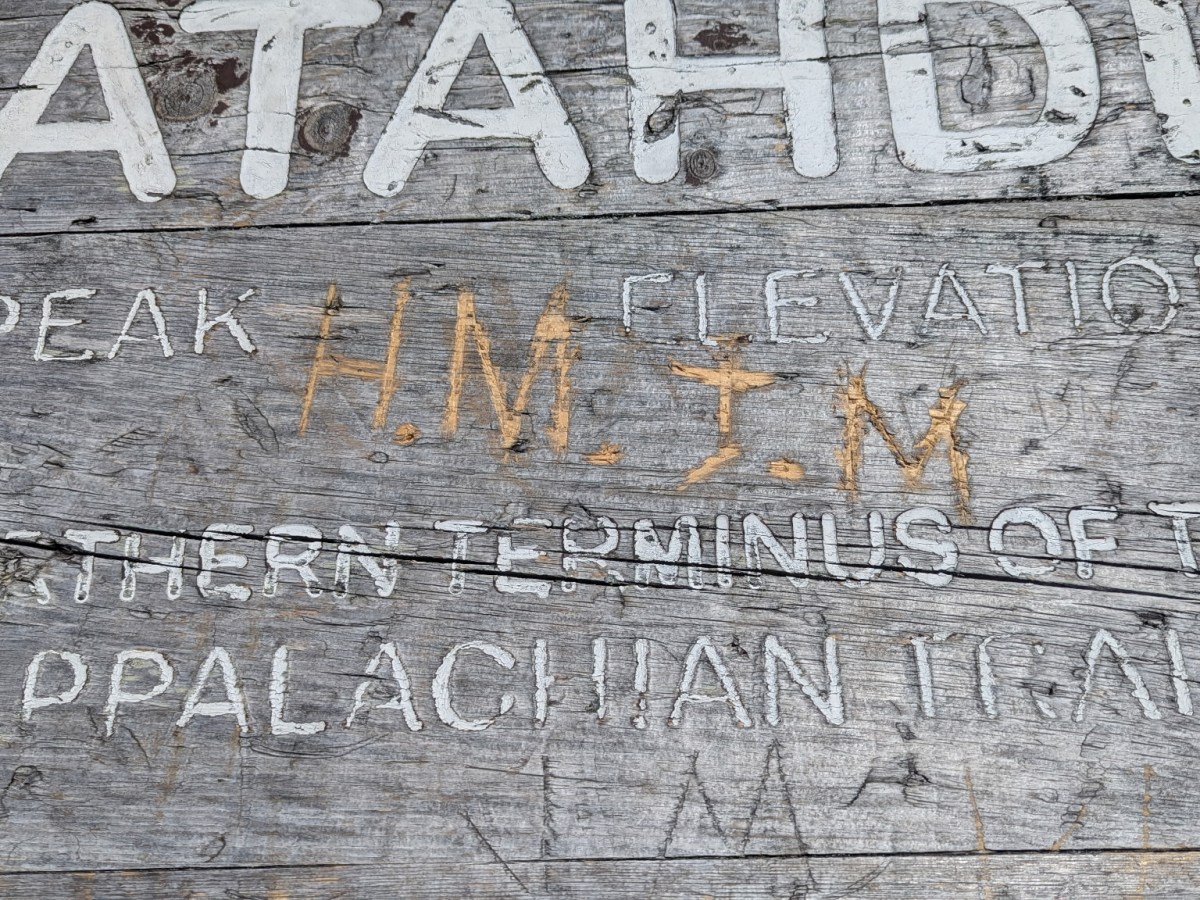 ATAHD
PEAK ELEVATIO
H.M. J.M
THERN TERMINUS OF T
PPALACHIAN TRAI